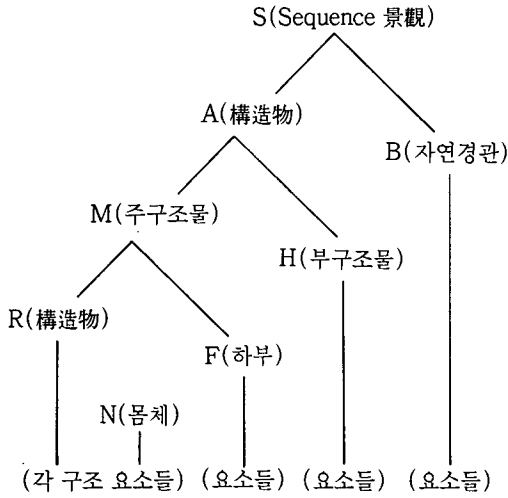 S(Sequence 景觀)
A(構造物)
B(자연경관)
M(주구조물)
H(부구조물)
R(構造物)
F(하부)
N(몸체)
(각 구조 요소들) (요소들) (요소들) (요소들)